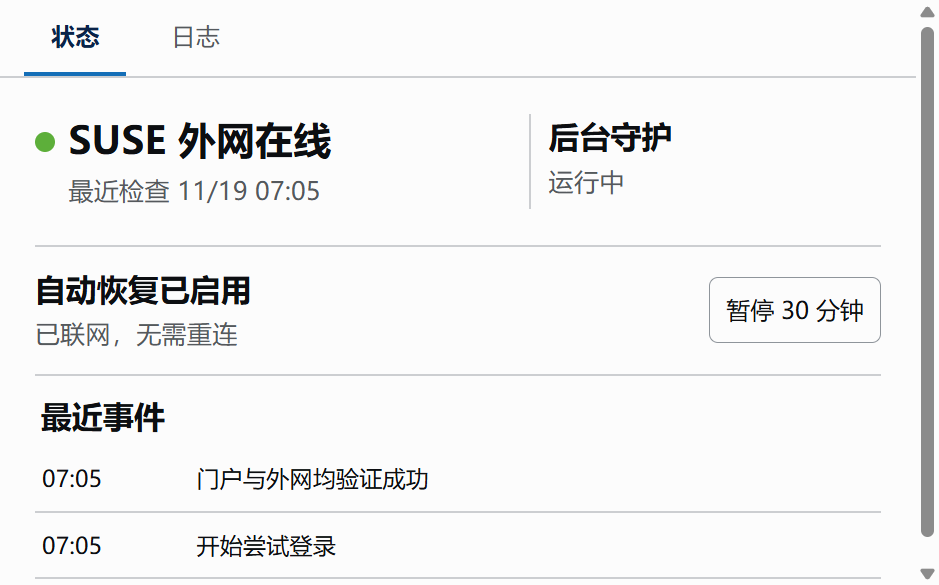 状态
日志
SUSE 外网在线
最近检查 11/19 07:05
后台守护
运行中
自动恢复已启用
已联网，无需重连
暂停 30 分钟
最近事件
07:05 门户与外网均验证成功
07:05 开始尝试登录